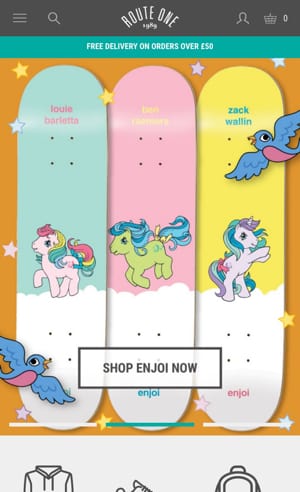 ROUTE ONE
1989
0
FREE DELIVERY ON ORDERS OVER £50
louie
barletta
ben
raemers
zack
wallin
SHOP ENJOI NOW
enjoi
enjoi